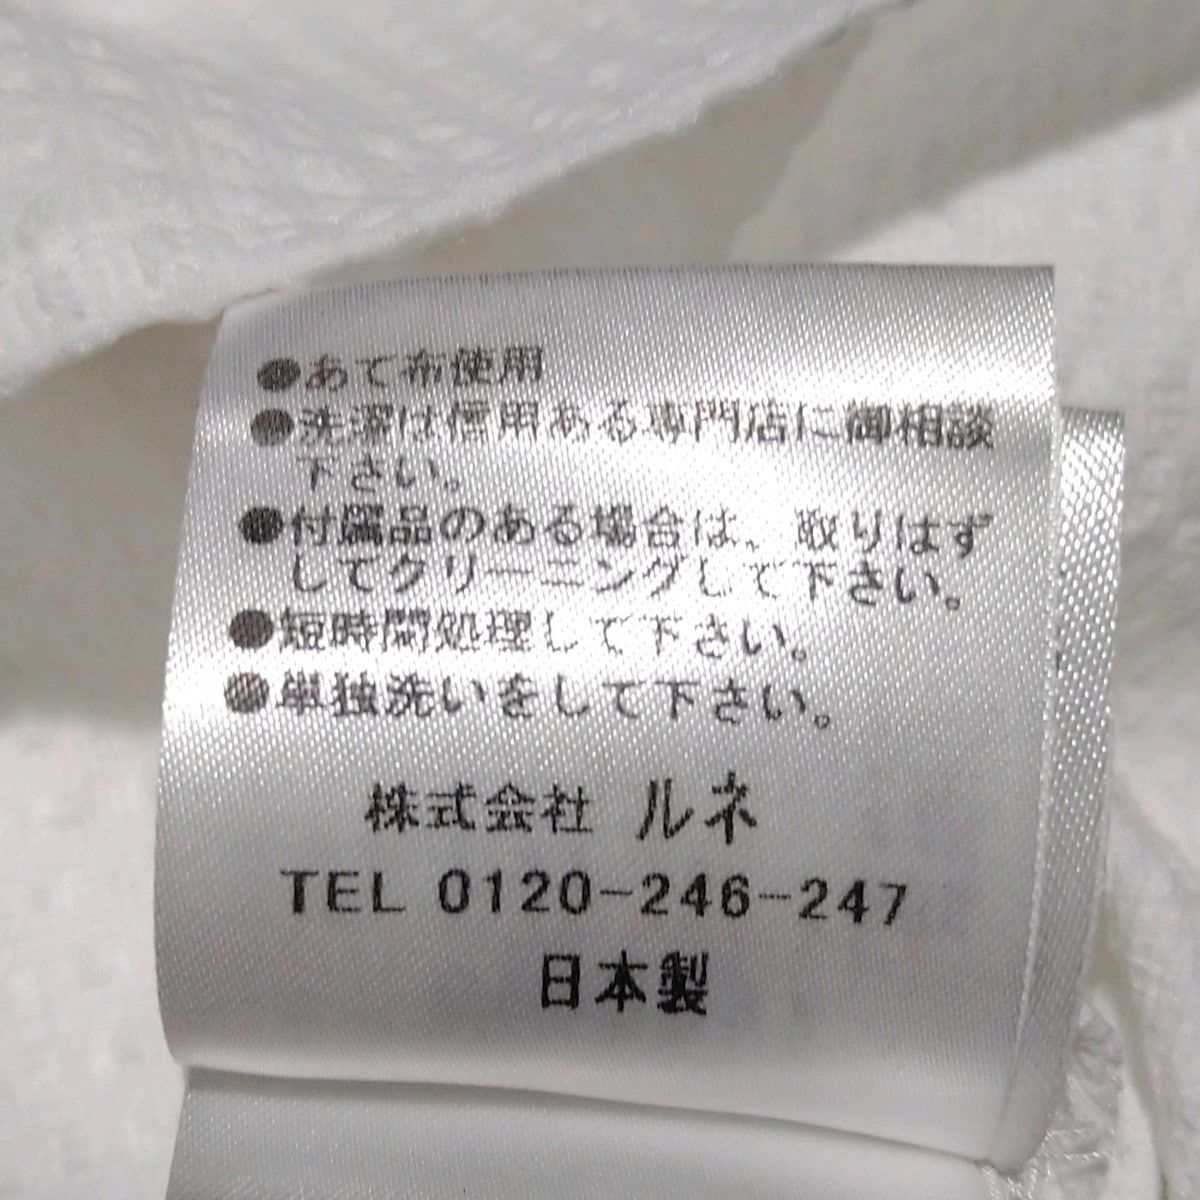 ●あて布使用
●洗濯は信用ある専門店に御相談
下さい。
●付属品のある場合は、取りはず
してクリーニングして下さい。
●短時間処理して下さい。
●単独洗いをして下さい。
株式会社 ルネ
TEL 0120-246-247
日本製